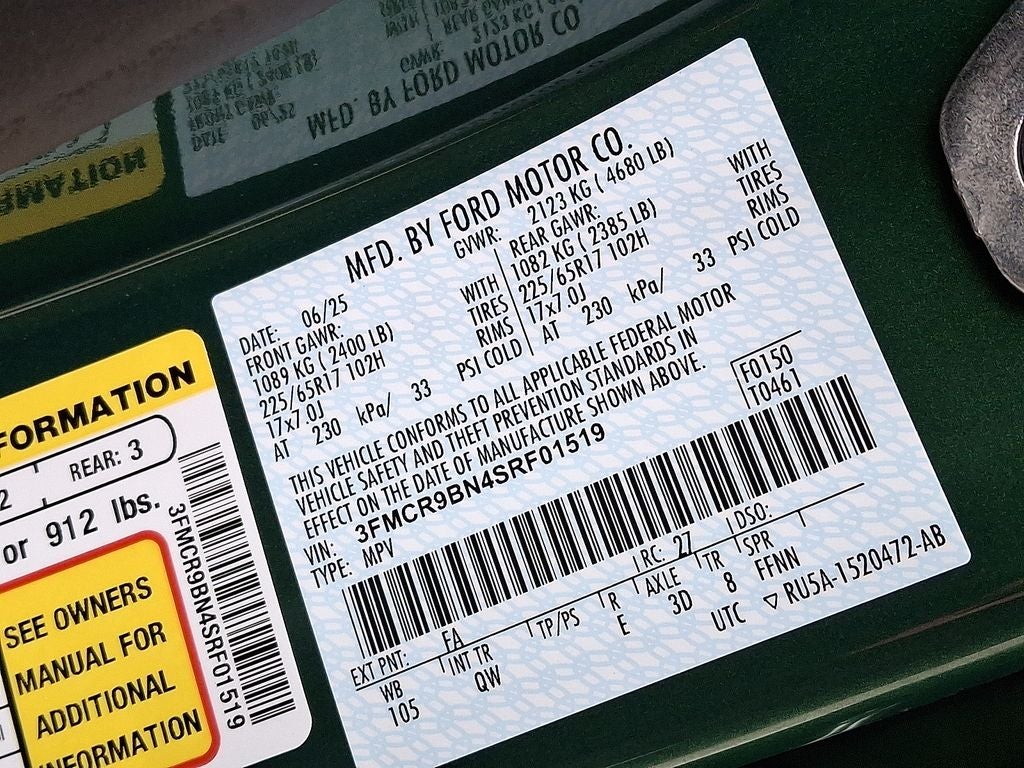 MFD. BY FORD MOTOR CO.
DATE: 06/25 GVWR: 2123 KG ( 4680 LB)
FRONT GAWR: REAR GAWR:
1089 KG ( 2400 LB) WITH 1082 KG ( 2385 LB) WITH
225/65R17 102H TIRES 225/65R17 102H TIRES
17x7.0J RIMS 17x7.0J RIMS
AT 230 kPa/ 33 PSI COLD AT 230 kPa/ 33 PSI COLD
THIS VEHICLE CONFORMS TO ALL APPLICABLE FEDERAL MOTOR
VEHICLE SAFETY AND THEFT PREVENTION STANDARDS IN
EFFECT ON THE DATE OF MANUFACTURE SHOWN ABOVE.
VIN: 3FMCR9BN4SRF01519 F0150
TYPE: MPV T0461
EXT PNT: FA RC: 27 DSO:
WB INT TR TP/PS R AXLE TR SPR
105 QW E 3D 8 FFNN
UTC ▽ RU5A-1520472-AB
FORMATION
2 REAR: 3
or 912 lbs.
3FMCR9BN4SRF01519
SEE OWNERS
MANUAL FOR
ADDITIONAL
INFORMATION